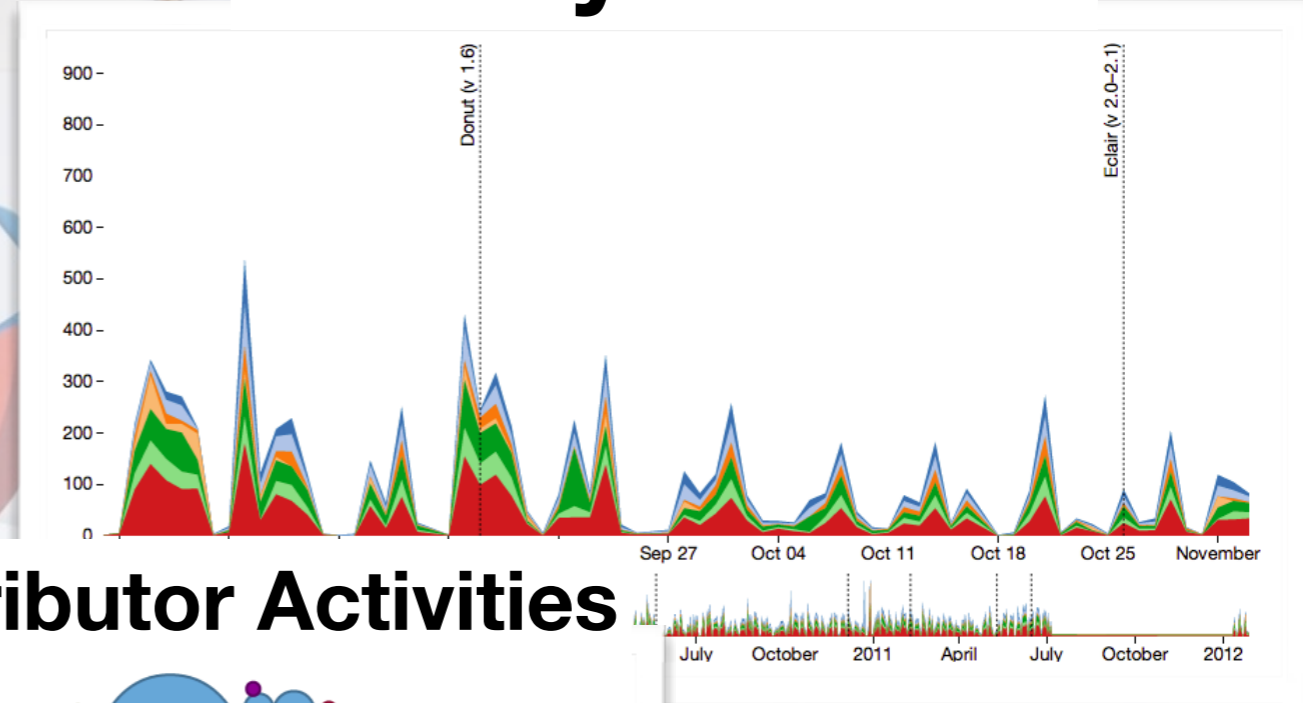 Donut (v 1.6)
Eclair (v 2.0–2.1)
900
800
700
600
500
400
300
200
100
0
Sep 27 Oct 04 Oct 11 Oct 18 Oct 25 November
ributor Activities
July October 2011 April July October 2012